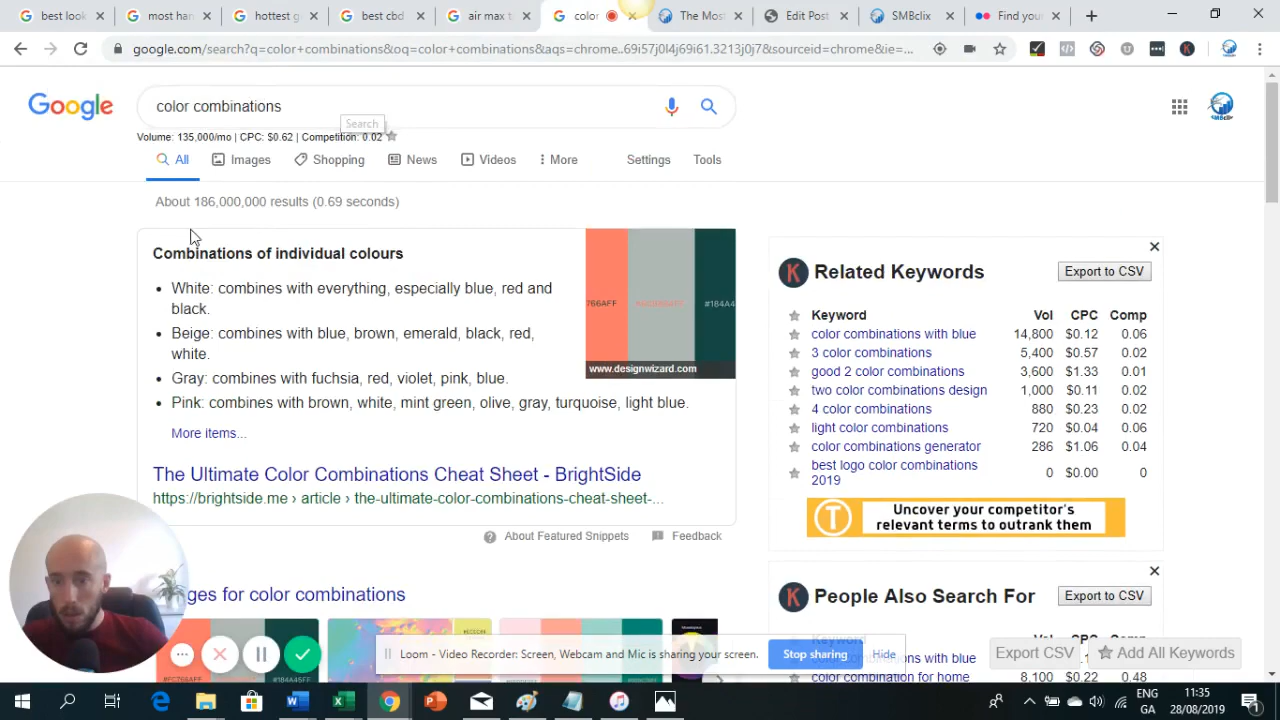 best look
most har
hottest g
best cbd
air max t
color
The Mos
Edit Post
SMBclix
Find your
google.com/search?q=color+combinations&oq=color+combinations&aqs=chrome..69i57j0l4j69i61.3213j0j7&sourceid=chrome&ie=...
Google
color combinations
Search
Volume: 135,000/mo | CPC: $0.62 | Competition: 0.02
All
Images
Shopping
News
Videos
More
Settings
Tools
About 186,000,000 results (0.69 seconds)
Combinations of individual colours
White: combines with everything, especially blue, red and
black.
Beige: combines with blue, brown, emerald, black, red,
white.
Gray: combines with fuchsia, red, violet, pink, blue.
Pink: combines with brown, white, mint green, olive, gray, turquoise, light blue.
More items...
766AFF
#184A4
www.designwizard.com
The Ultimate Color Combinations Cheat Sheet - BrightSide
https://brightside.me › article › the-ultimate-color-combinations-cheat-sheet-...
About Featured Snippets
Feedback
ges for color combinations
K Related Keywords
Export to CSV
Keyword Vol CPC Comp
color combinations with blue 14,800 $0.12 0.06
3 color combinations 5,400 $0.57 0.02
good 2 color combinations 3,600 $1.33 0.01
two color combinations design 1,000 $0.11 0.02
4 color combinations 880 $0.23 0.02
light color combinations 720 $0.04 0.06
color combinations generator 286 $1.06 0.04
best logo color combinations
2019 0 $0.00 0
T Uncover your competitor's
relevant terms to outrank them
K People Also Search For
Export to CSV
Keyword
s with blue
color combination for home 8,100 $0.22 0.48
Loom - Video Recorder: Screen, Webcam and Mic is sharing your screen.
Stop sharing
Hide
Export CSV
Add All Keywords
ENG
GA
11:35
28/08/2019